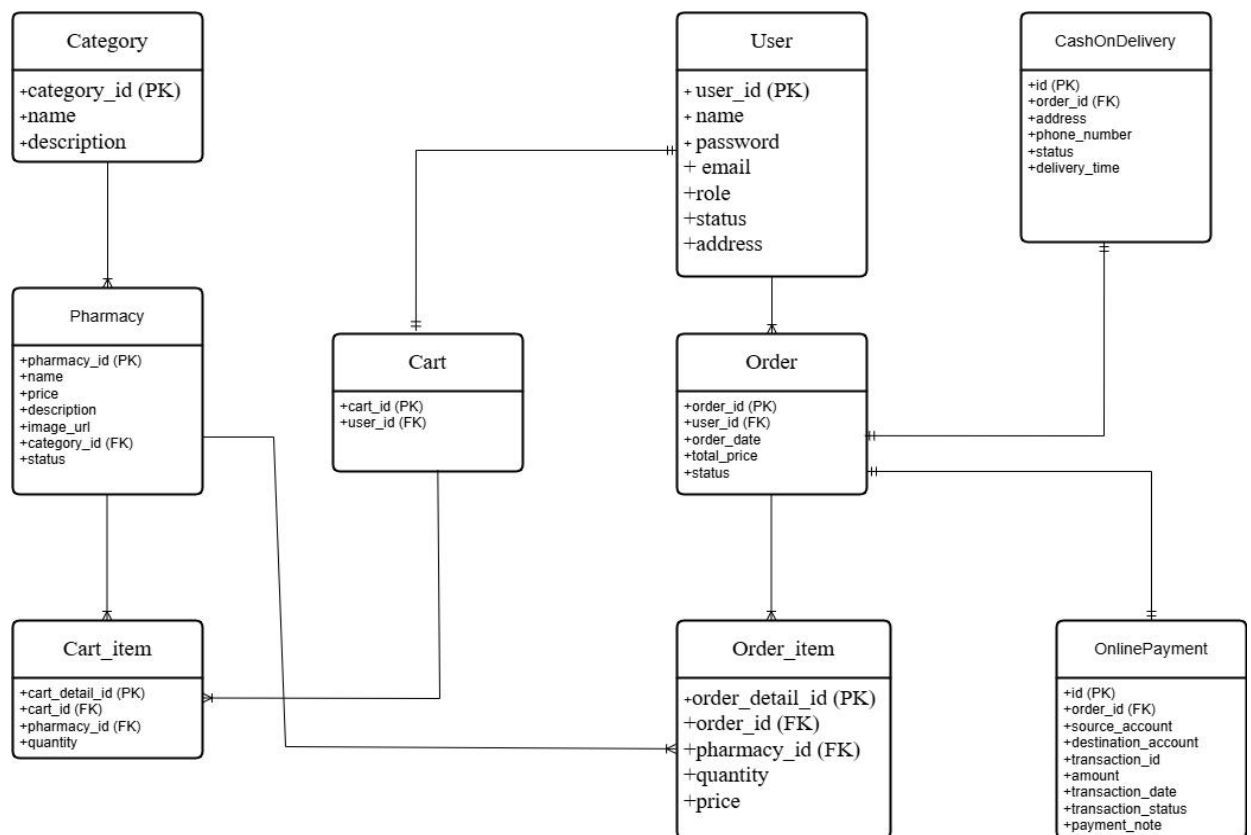 Category
+category_id (PK)
+name
+description
User
+ user_id (PK)
+ name
+ password
+ email
+role
+status
+address
CashOnDelivery
+id (PK)
+order_id (FK)
+address
+phone_number
+status
+delivery_time
Pharmacy
+pharmacy_id (PK)
+name
+price
+description
+image_url
+category_id (FK)
+status
Cart
+cart_id (PK)
+user_id (FK)
Order
+order_id (PK)
+user_id (FK)
+order_date
+total_price
+status
Cart_item
+cart_detail_id (PK)
+cart_id (FK)
+pharmacy_id (FK)
+quantity
Order_item
+order_detail_id (PK)
+order_id (FK)
+pharmacy_id (FK)
+quantity
+price
OnlinePayment
+id (PK)
+order_id (FK)
+source_account
+destination_account
+transaction_id
+amount
+transaction_date
+transaction_status
+payment_note